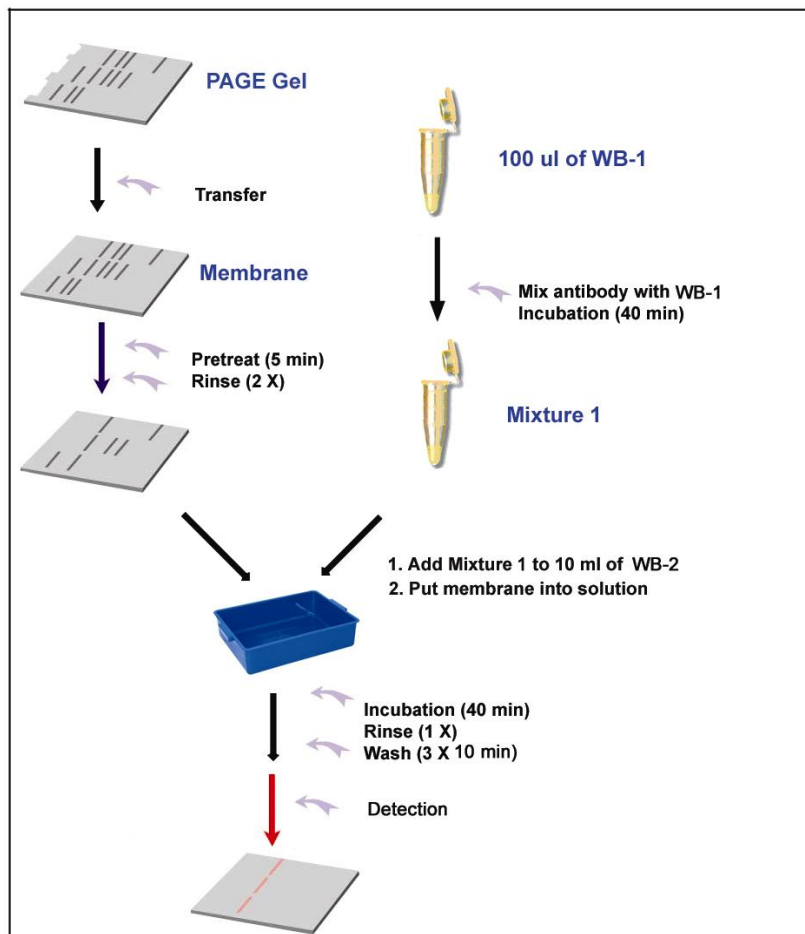 PAGE Gel
Transfer
Membrane
Pretreat (5 min)
Rinse (2 X)
100 ul of WB-1
Mix antibody with WB-1
Incubation (40 min)
Mixture 1
1. Add Mixture 1 to 10 ml of WB-2
2. Put membrane into solution
Incubation (40 min)
Rinse (1 X)
Wash (3 X 10 min)
Detection